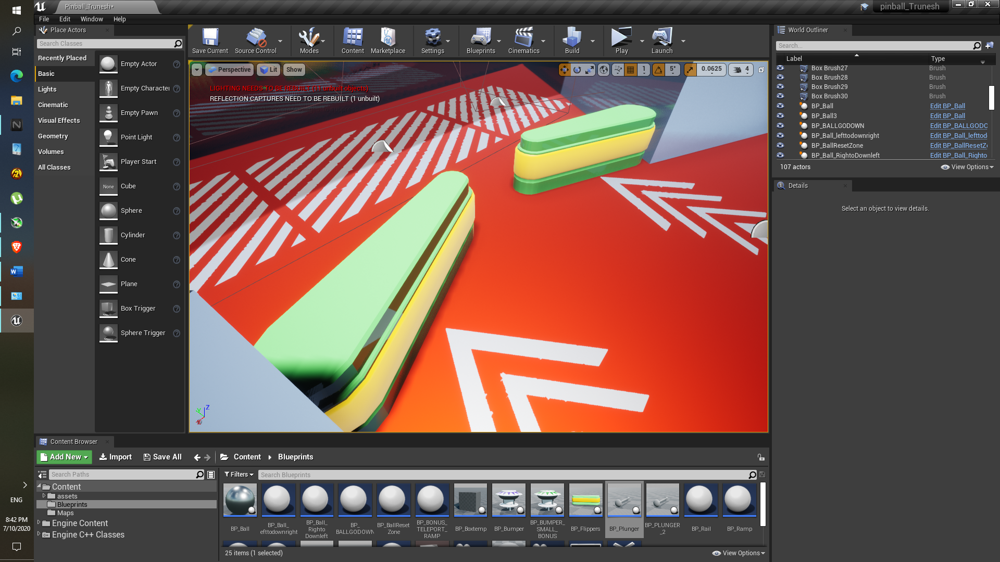 Pinball_Trunesh*
pinball_Trunesh
File Edit Window Help
Place Actors
Search Classes
Recently Placed
Basic
Lights
Cinematic
Visual Effects
Geometry
Volumes
All Classes
Empty Actor
Empty Character
Empty Pawn
Point Light
Player Start
None
Cube
Sphere
Cylinder
Cone
Plane
Box Trigger
Sphere Trigger
Save Current
Source Control
Modes
Content
Marketplace
Settings
Blueprints
Cinematics
Build
Play
Launch
Perspective
Lit
Show
1
5°
0.0625
4
LIGHTING NEEDS TO BE REBUILT (11 unbuilt objects)
REFLECTION CAPTURES NEED TO BE REBUILT (1 unbuilt)
Z
World Outliner
Search...
Label Type
Box Brush27 Brush
Box Brush28 Brush
Box Brush29 Brush
Box Brush30 Brush
BP_Ball Edit BP_Ball
BP_Ball3 Edit BP_Ball
BP_BALLGODOWN Edit BP_BALLGODO
BP_Ball_lefttodownright Edit BP_Ball_lefttod
BP_BallResetZone Edit BP_BallResetZ
BP_Ball_RightoDownleft Edit BP_Ball_Righto
107 actors
View Options
Details
Select an object to view details.
Content Browser
Add New
Import
Save All
Content
Blueprints
Search Paths
Filters
Search Blueprints
Content
assets
Blueprints
Maps
Engine Content
Engine C++ Classes
BP_Ball
BP_Ball_
efttodownright
BP_Ball_
Righto
Downleft
BP_
BALLGODOWN
BP_BallReset
Zone
BP_BONUS_
TELEPORT_
RAMP
BP_Boxtemp
BP_Bumper
BP_BUMPER_
SMALL_
BONUS
BP_Flippers
BP_Plunger
BP_PLUNGER
_2
BP_Rail
BP_Ramp
25 items (1 selected)
View Options
ENG
8:42 PM
7/10/2020